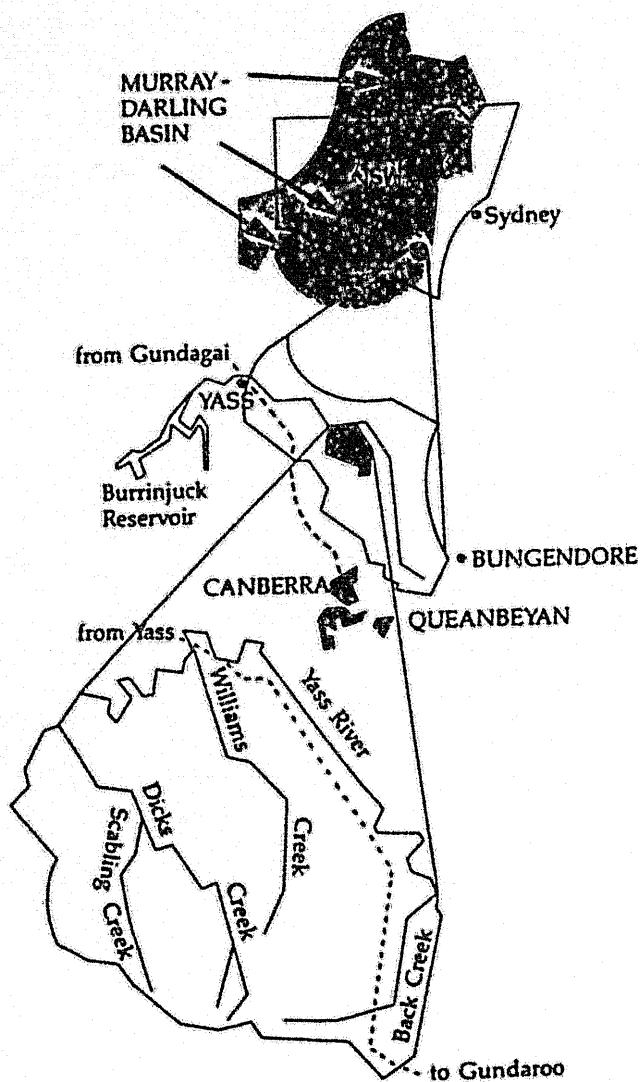 MURRAY-
DARLING
BASIN
NSW
Sydney
from Gundagai
YASS
Burrinjuck
Reservoir
BUNGENDORE
CANBERRA
QUEANBEYAN
from Yass
Williams
Creek
Yass River
Dicks
Creek
Scabling
Creek
Back Creek
to Gundaroo